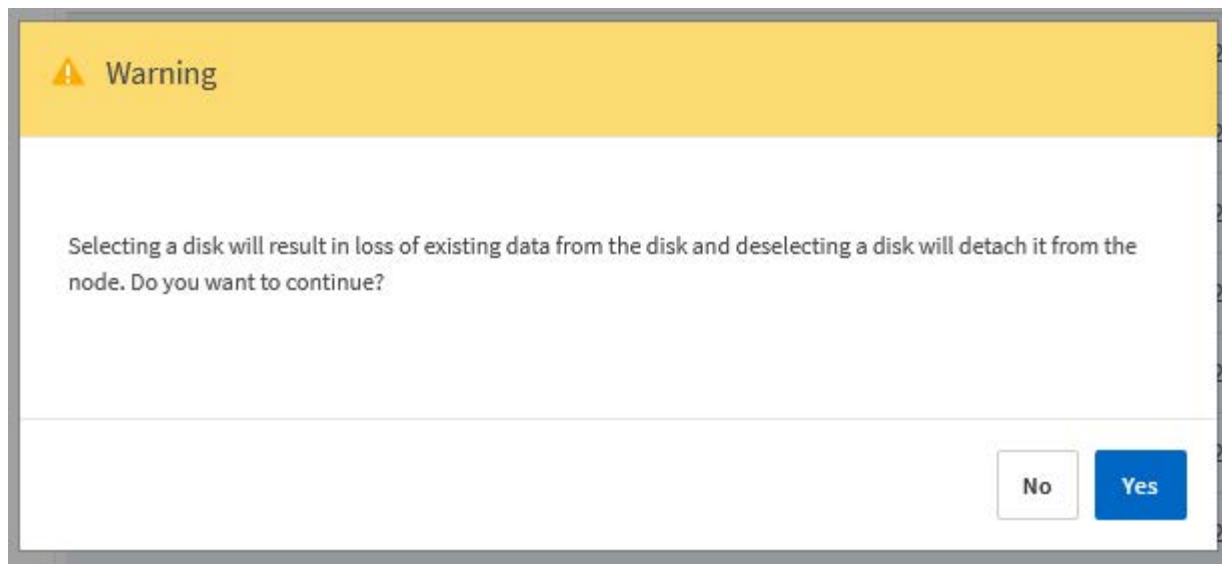 Warning
Selecting a disk will result in loss of existing data from the disk and deselecting a disk will detach it from the
node. Do you want to continue?
No
Yes